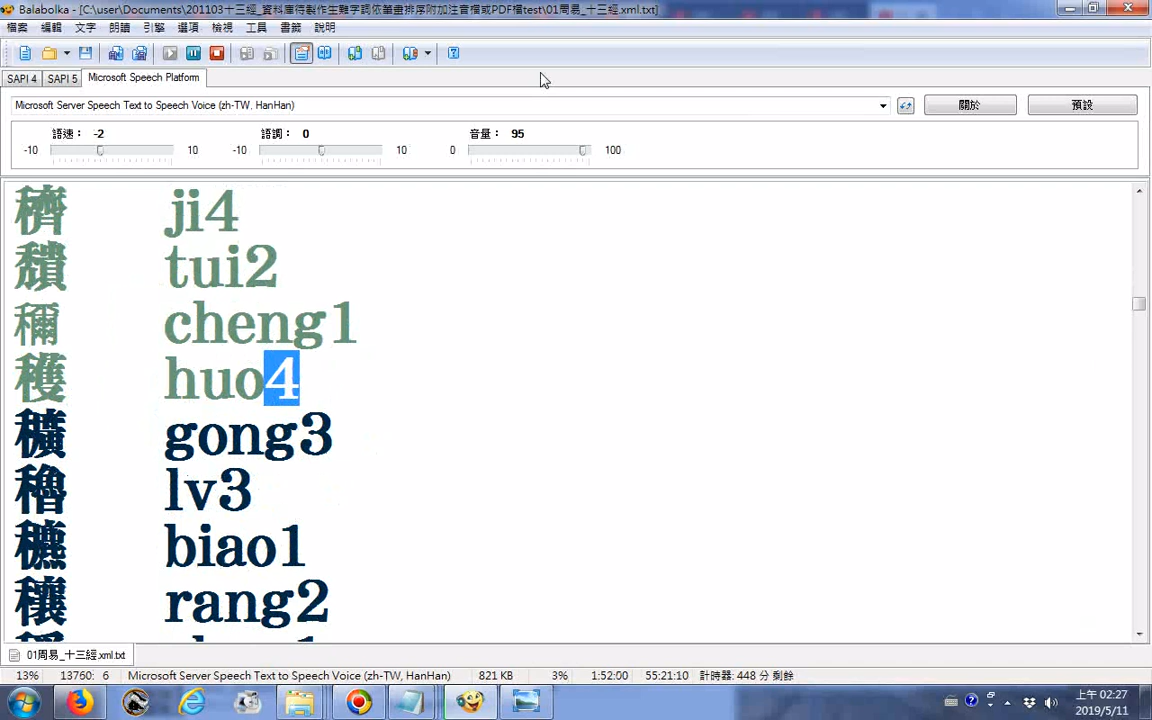 Balabolka - [C:\user\Documents\201103十三經_資料庫待製作生難字詞依筆畫排序附加注音檔或PDF檔test\01周易_十三經.xml.txt]
檔案 編輯 文字 朗讀 引擎 選項 檢視 工具 書籤 說明
SAPI 4 SAPI 5 Microsoft Speech Platform
Microsoft Server Speech Text to Speech Voice (zh-TW, HanHan) 關於 預設
語速： -2 語調： 0 音量： 95
-10 10 -10 10 0 100
穧 ji4
穨 tui2
穪 cheng1
穫 huo4
穬 gong3
穭 lv3
穮 biao1
穰 rang2
01周易_十三經.xml.txt
13% 13760: 6 Microsoft Server Speech Text to Speech Voice (zh-TW, HanHan) 821 KB 3% 1:52:00 55:21:10 計時器: 448 分 剩餘
上午 02:27
2019/5/11